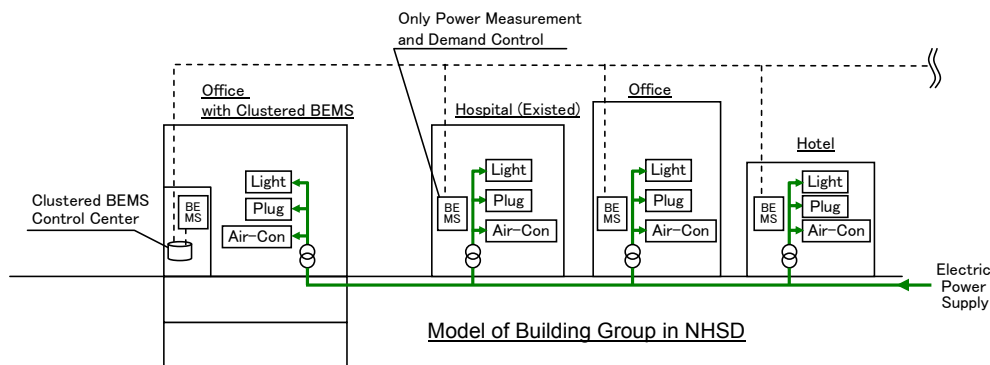 Only Power Measurement
and Demand Control
Office
with Clustered BEMS
Hospital (Existed)
Office
Hotel
Clustered BEMS
Control Center
BE
MS
Light
Plug
Air-Con
BE
MS
Light
Plug
Air-Con
BE
MS
Light
Plug
Air-Con
BE
MS
Light
Plug
Air-Con
Electric
Power
Supply
Model of Building Group in NHSD